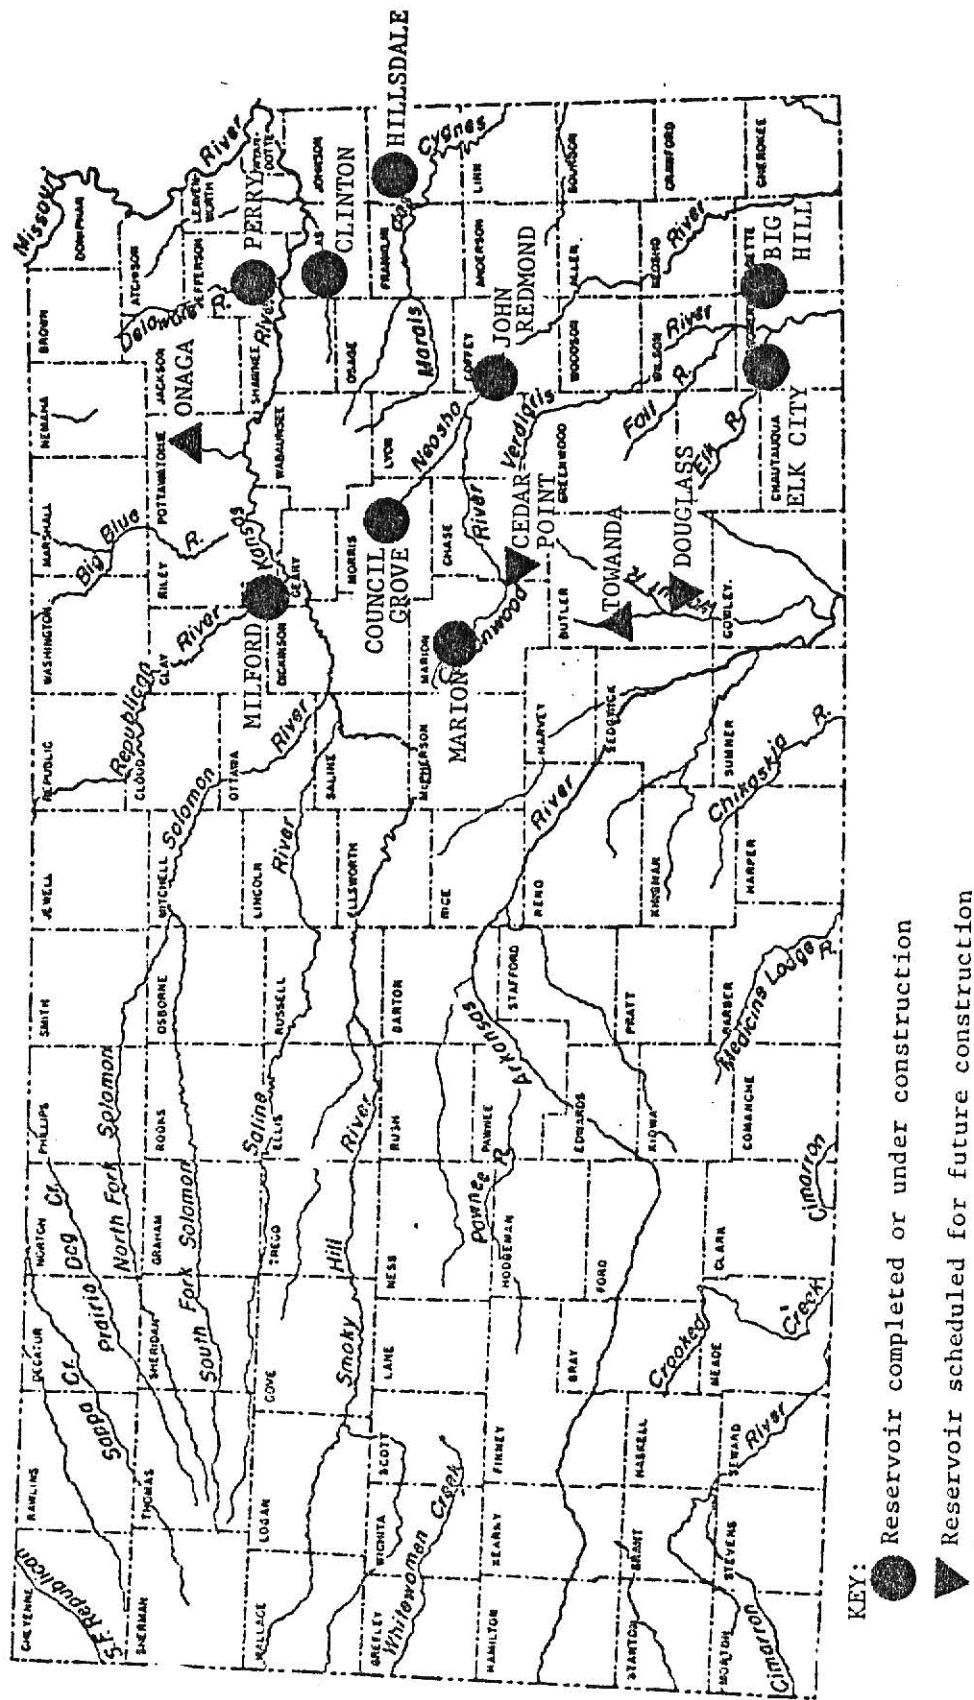 CHEYENNE
RAWLINS
DECATUR
NORTON
PHILLIPS
SMITH
JEWELL
REPUBLIC
WASHINGTON
MARSHALL
NEMAHA
BROWN
DONIPHAN
Missouri
River
S.F. Republican
Sappa Cr.
Prairie Dog Cr.
North Fork Solomon
Republican
River
Big Blue
R.
Delaware R.
ATCHISON
SHERMAN
THOMAS
SHERIDAN
GRAHAM
ROOKS
OSBORNE
MITCHELL
CLOUD
CLAY
RILEY
POTTAWATOMIE
JACKSON
JEFFERSON
LEAVEN
WORTH
ONAGA
PERRY
South Fork Solomon
Solomon
River
OTTAWA
LINCOLN
WALLACE
LOGAN
GOVE
TREGO
ELLIS
RUSSELL
Saline
River
SALINE
DICKINSON
GEARY
MILFORD
Kansas
River
WABAUNSEE
SHAWNEE
WYAN
DOTTE
JOHNSON
CLINTON
Smoky
Hill
River
ELLSWORTH
MORRIS
OSAGE
FRANKLIN
HILLSDALE
GREELEY
WICHITA
SCOTT
LANE
NESS
RUSH
BARTON
RICE
McPHERSON
MARION
MARION
COUNCIL
GROVE
CHASE
LYON
Neosho
River
Marais
Des
Cygnes
COFFEY
ANDERSON
LINN
JOHN
REDMOND
Whitewoman
Creek
HAMILTON
KEARNY
FINNEY
HODGEMAN
Pawnee R.
PAWNEE
Arkansas
River
STAFFORD
EDWARDS
RENO
HARVEY
SEDGWICK
BUTLER
CEDAR
POINT
TOWANDA
GREENWOOD
Verdigris
River
WOODSON
ALLEN
BOURBON
STANTON
GRANT
HASKELL
GRAY
FORD
KIOWA
PRATT
KINGMAN
DOUGLASS
Fall
R.
WILSON
NEOSHO
River
CRAWFORD
MORTON
STEVENS
SEWARD
MEADE
CLARK
COMANCHE
BARBER
HARPER
SUMNER
COWLEY
CHAUTAUQUA
Elk R.
ELK CITY
BIG
HILL
CHEROKEE
Cimarron
River
Crooked
Creek
Cimarron
Medicine Lodge
R.
Chikaskia R.
KEY:
Reservoir completed or under construction
Reservoir scheduled for future construction